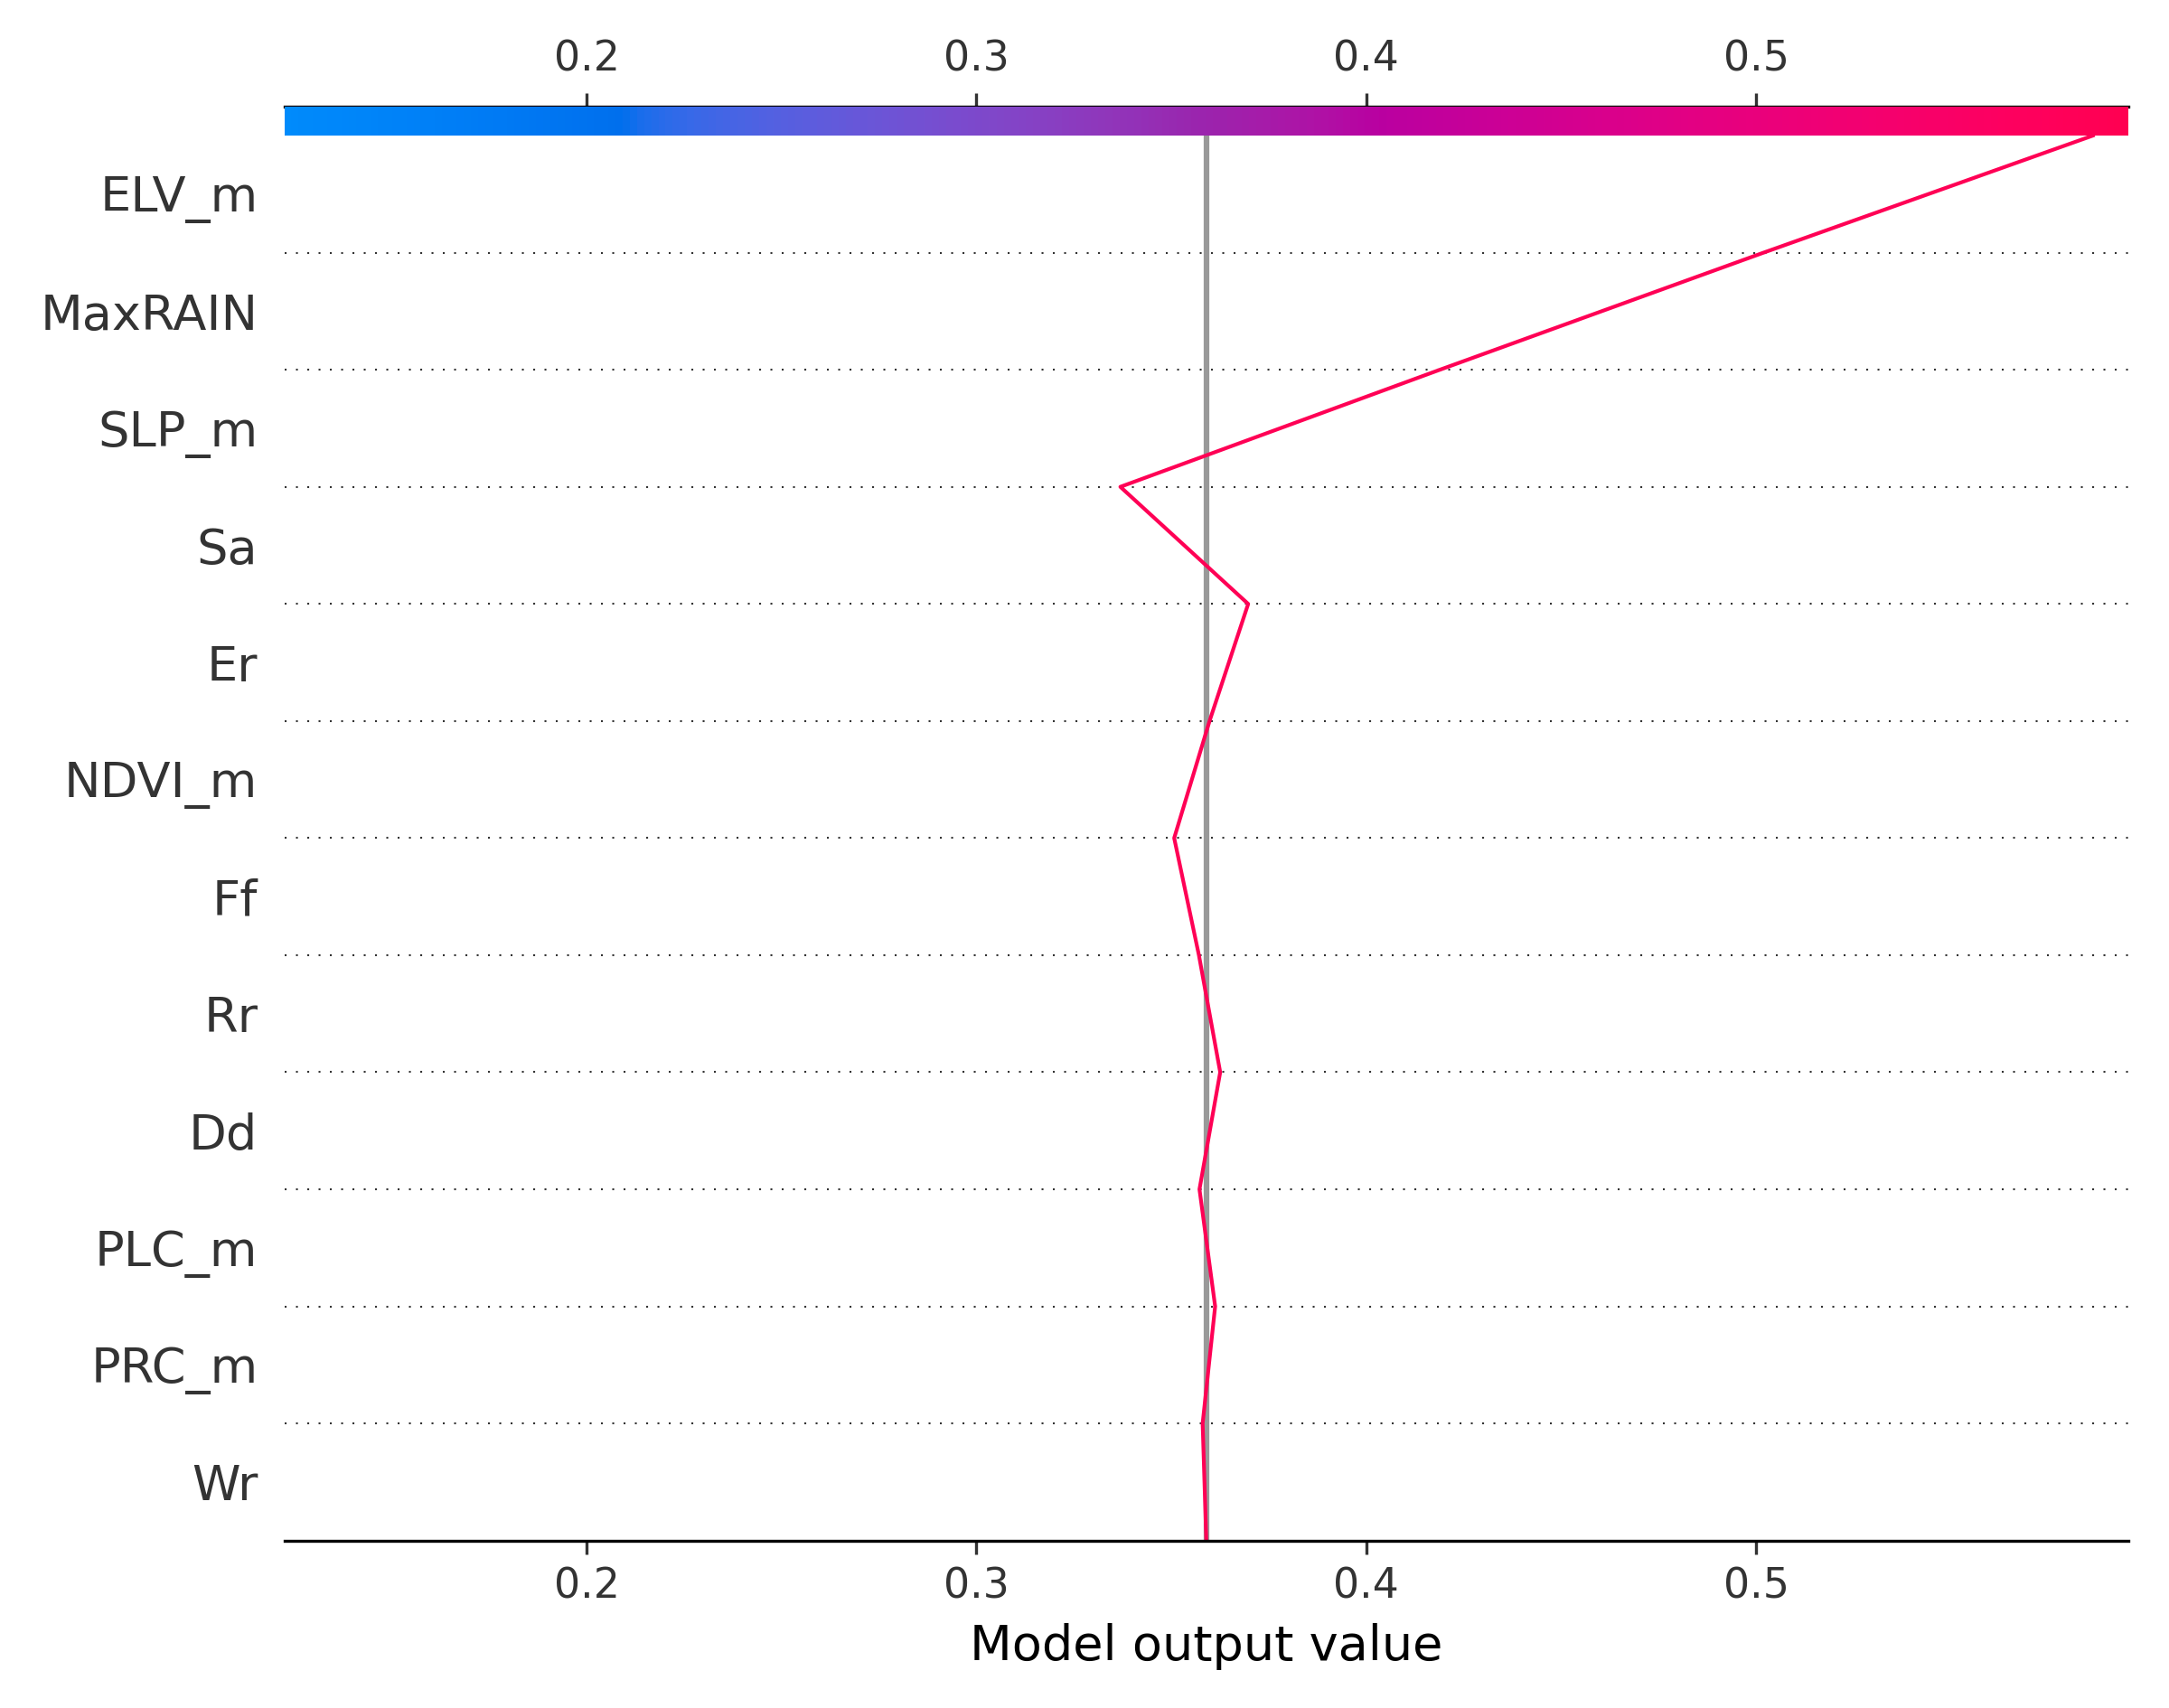 0.2 0.3 0.4 0.5
ELV_m
MaxRAIN
SLP_m
Sa
Er
NDVI_m
Ff
Rr
Dd
PLC_m
PRC_m
Wr
0.2 0.3 0.4 0.5
Model output value